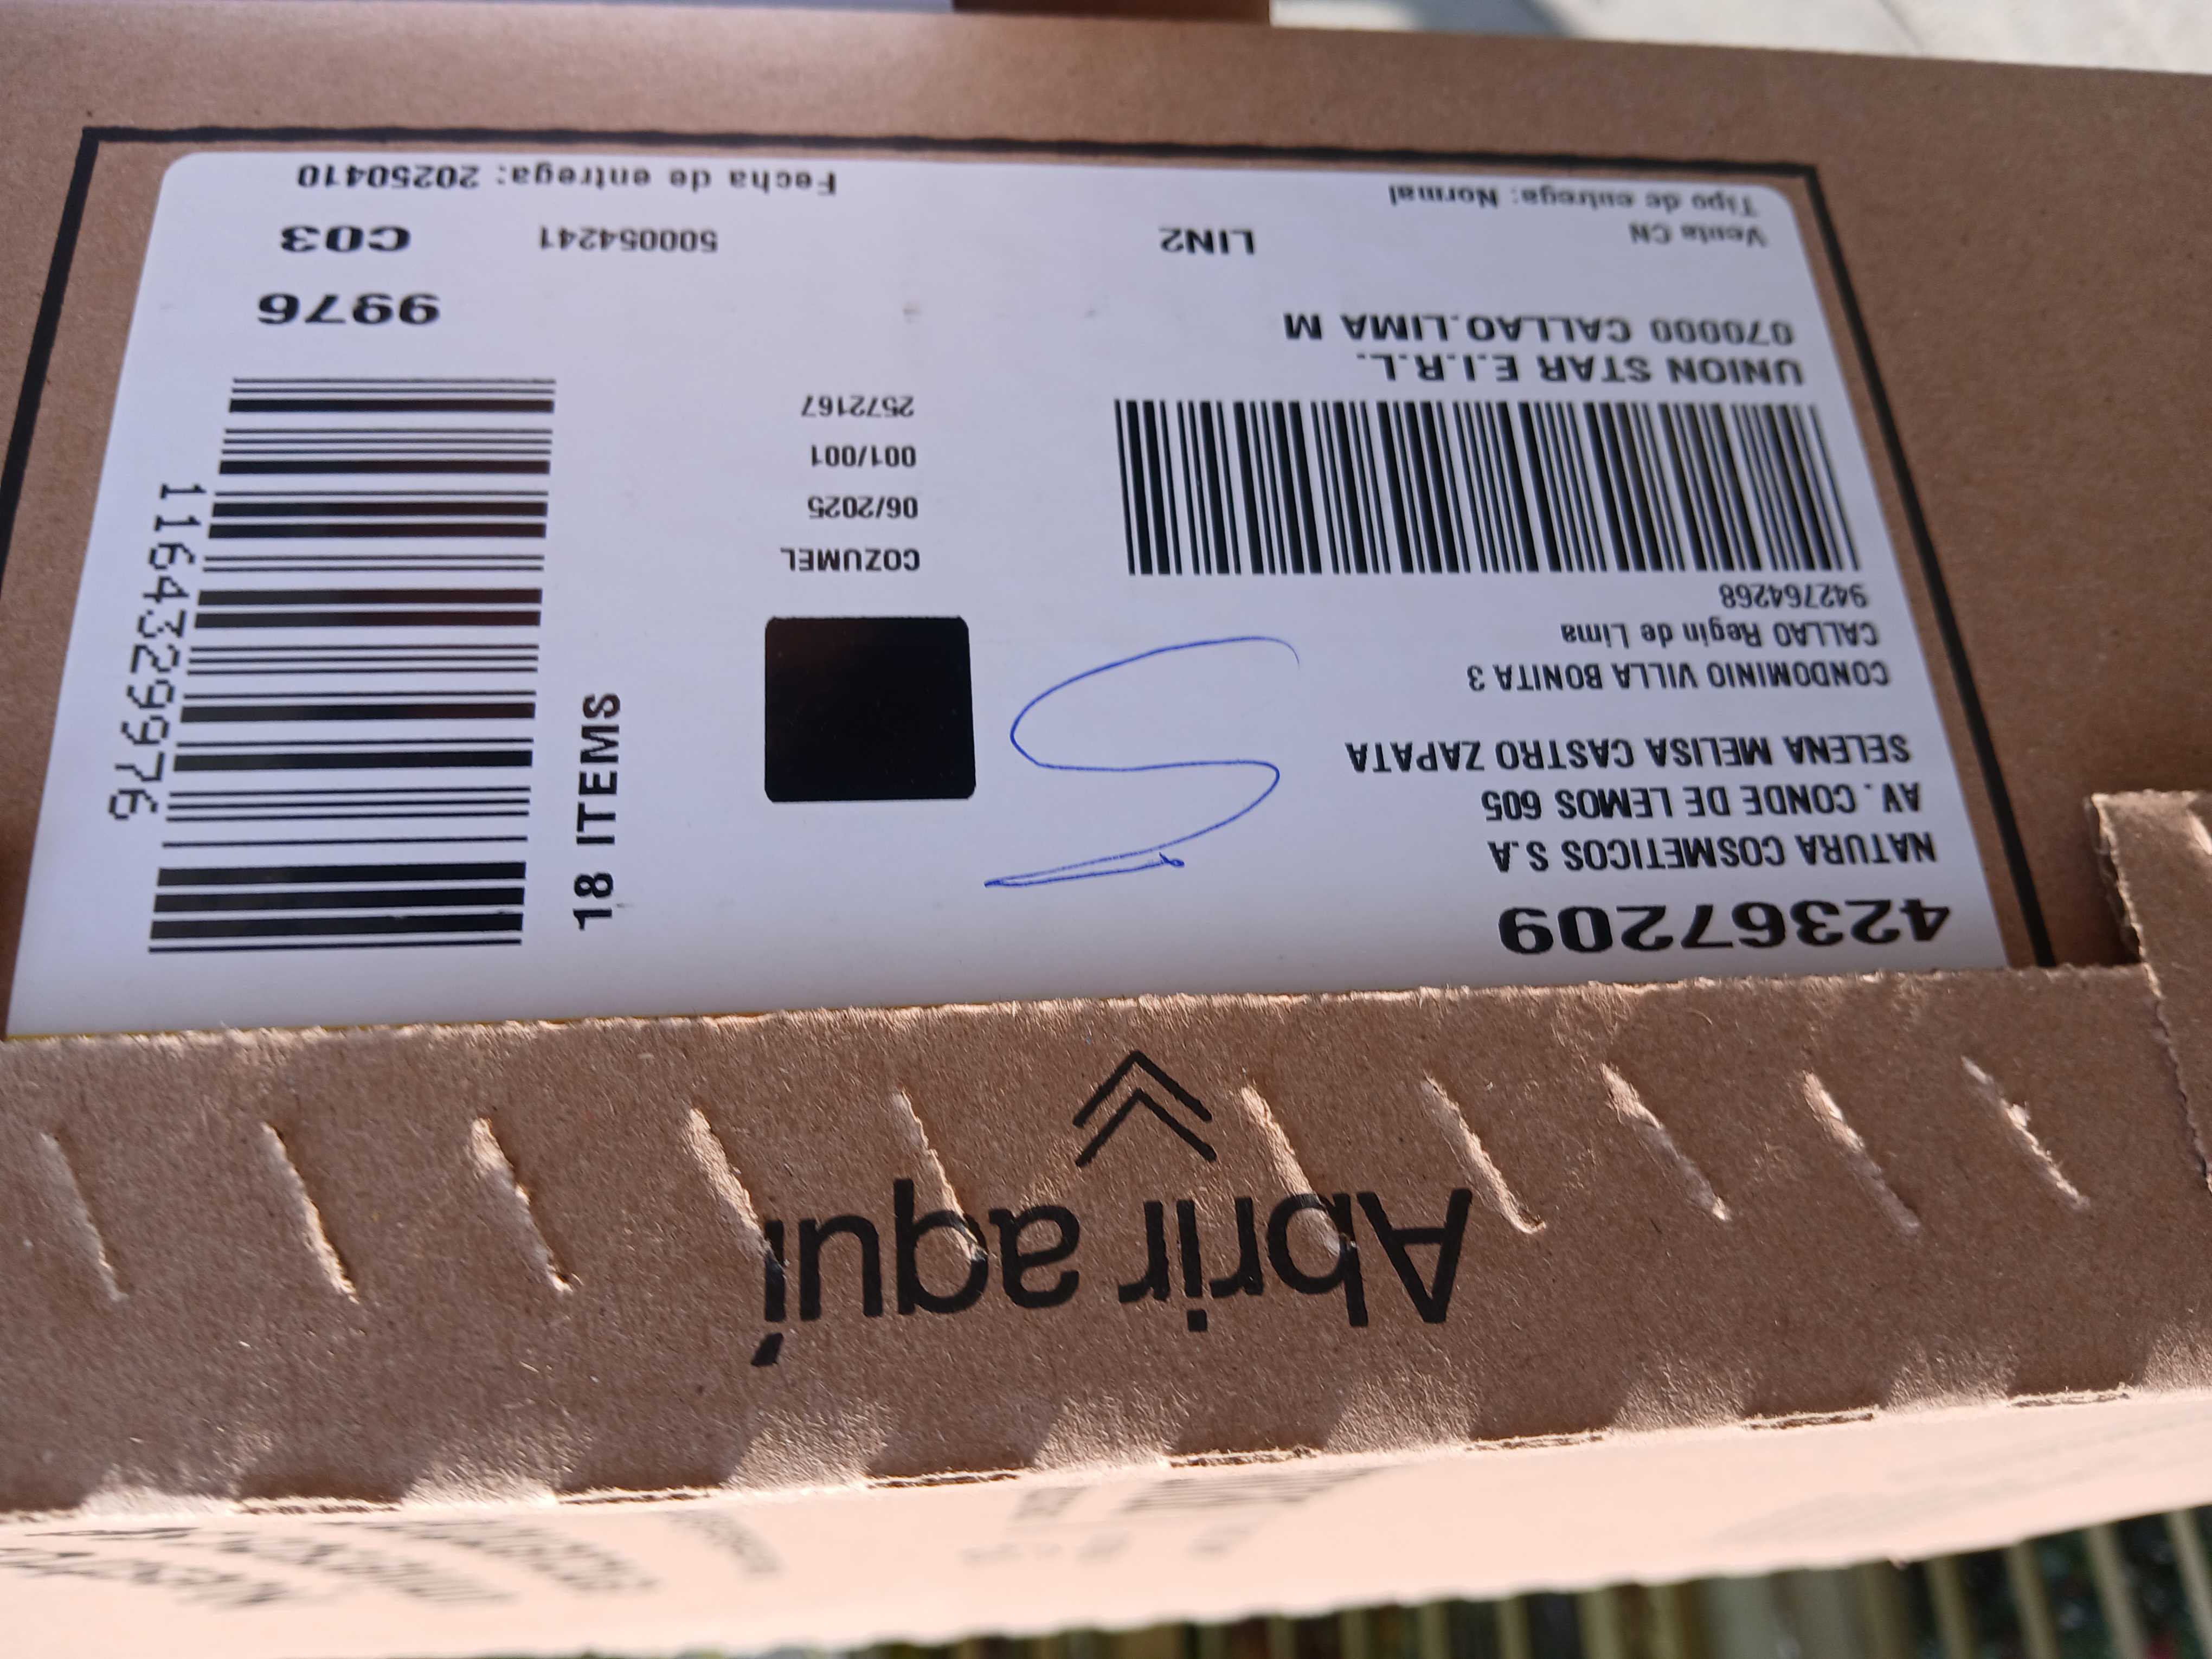 42367209
NATURA COSMETICOS S.A
AV. CONDE DE LEMOS 605
SELENA MELISA CASTRO ZAPATA
CONDOMINIO VILLA BONITA 3
CALLAO Regin de Lima
942764268
UNION STAR E.I.R.L.
070000 CALLAO.LIMA M
Venta CN
Tipo de entrega: Normal
LIN2
COZUMEL
06/2025
001/001
2572167
18 ITEMS
1164329976
9976
500054241
C03
Fecha de entrega: 20250410
Abrir aquí